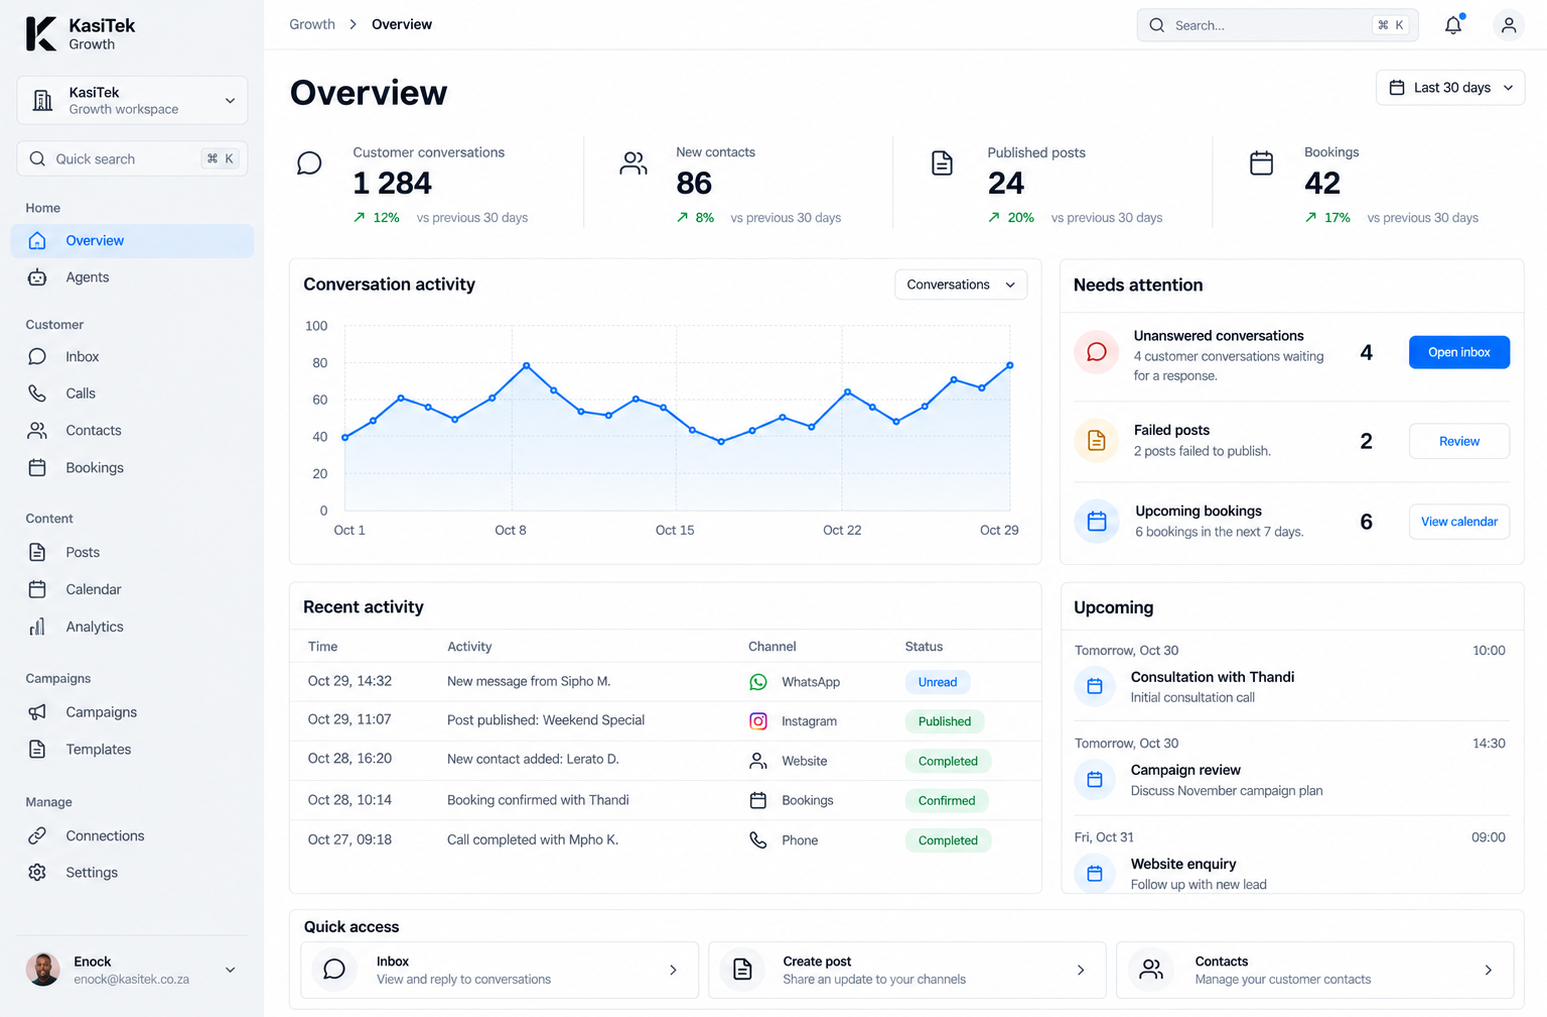 KasiTek
Growth
KasiTek
Growth workspace
Quick search ⌘ K
Home
Overview
Agents
Customer
Inbox
Calls
Contacts
Bookings
Content
Posts
Calendar
Analytics
Campaigns
Campaigns
Templates
Manage
Connections
Settings
Enock
enock@kasitek.co.za
Growth > Overview
Search... ⌘ K
Overview
Last 30 days
Customer conversations
1 284
12% vs previous 30 days
New contacts
86
8% vs previous 30 days
Published posts
24
20% vs previous 30 days
Bookings
42
17% vs previous 30 days
Conversation activity
Conversations
100
80
60
40
20
0
Oct 1 Oct 8 Oct 15 Oct 22 Oct 29
Needs attention
Unanswered conversations
4 customer conversations waiting
for a response.
4
Open inbox
Failed posts
2 posts failed to publish.
2
Review
Upcoming bookings
6 bookings in the next 7 days.
6
View calendar
Recent activity
Time Activity Channel Status
Oct 29, 14:32 New message from Sipho M. WhatsApp Unread
Oct 29, 11:07 Post published: Weekend Special Instagram Published
Oct 28, 16:20 New contact added: Lerato D. Website Completed
Oct 28, 10:14 Booking confirmed with Thandi Bookings Confirmed
Oct 27, 09:18 Call completed with Mpho K. Phone Completed
Upcoming
Tomorrow, Oct 30 10:00
Consultation with Thandi
Initial consultation call
Tomorrow, Oct 30 14:30
Campaign review
Discuss November campaign plan
Fri, Oct 31 09:00
Website enquiry
Follow up with new lead
Quick access
Inbox
View and reply to conversations
Create post
Share an update to your channels
Contacts
Manage your customer contacts